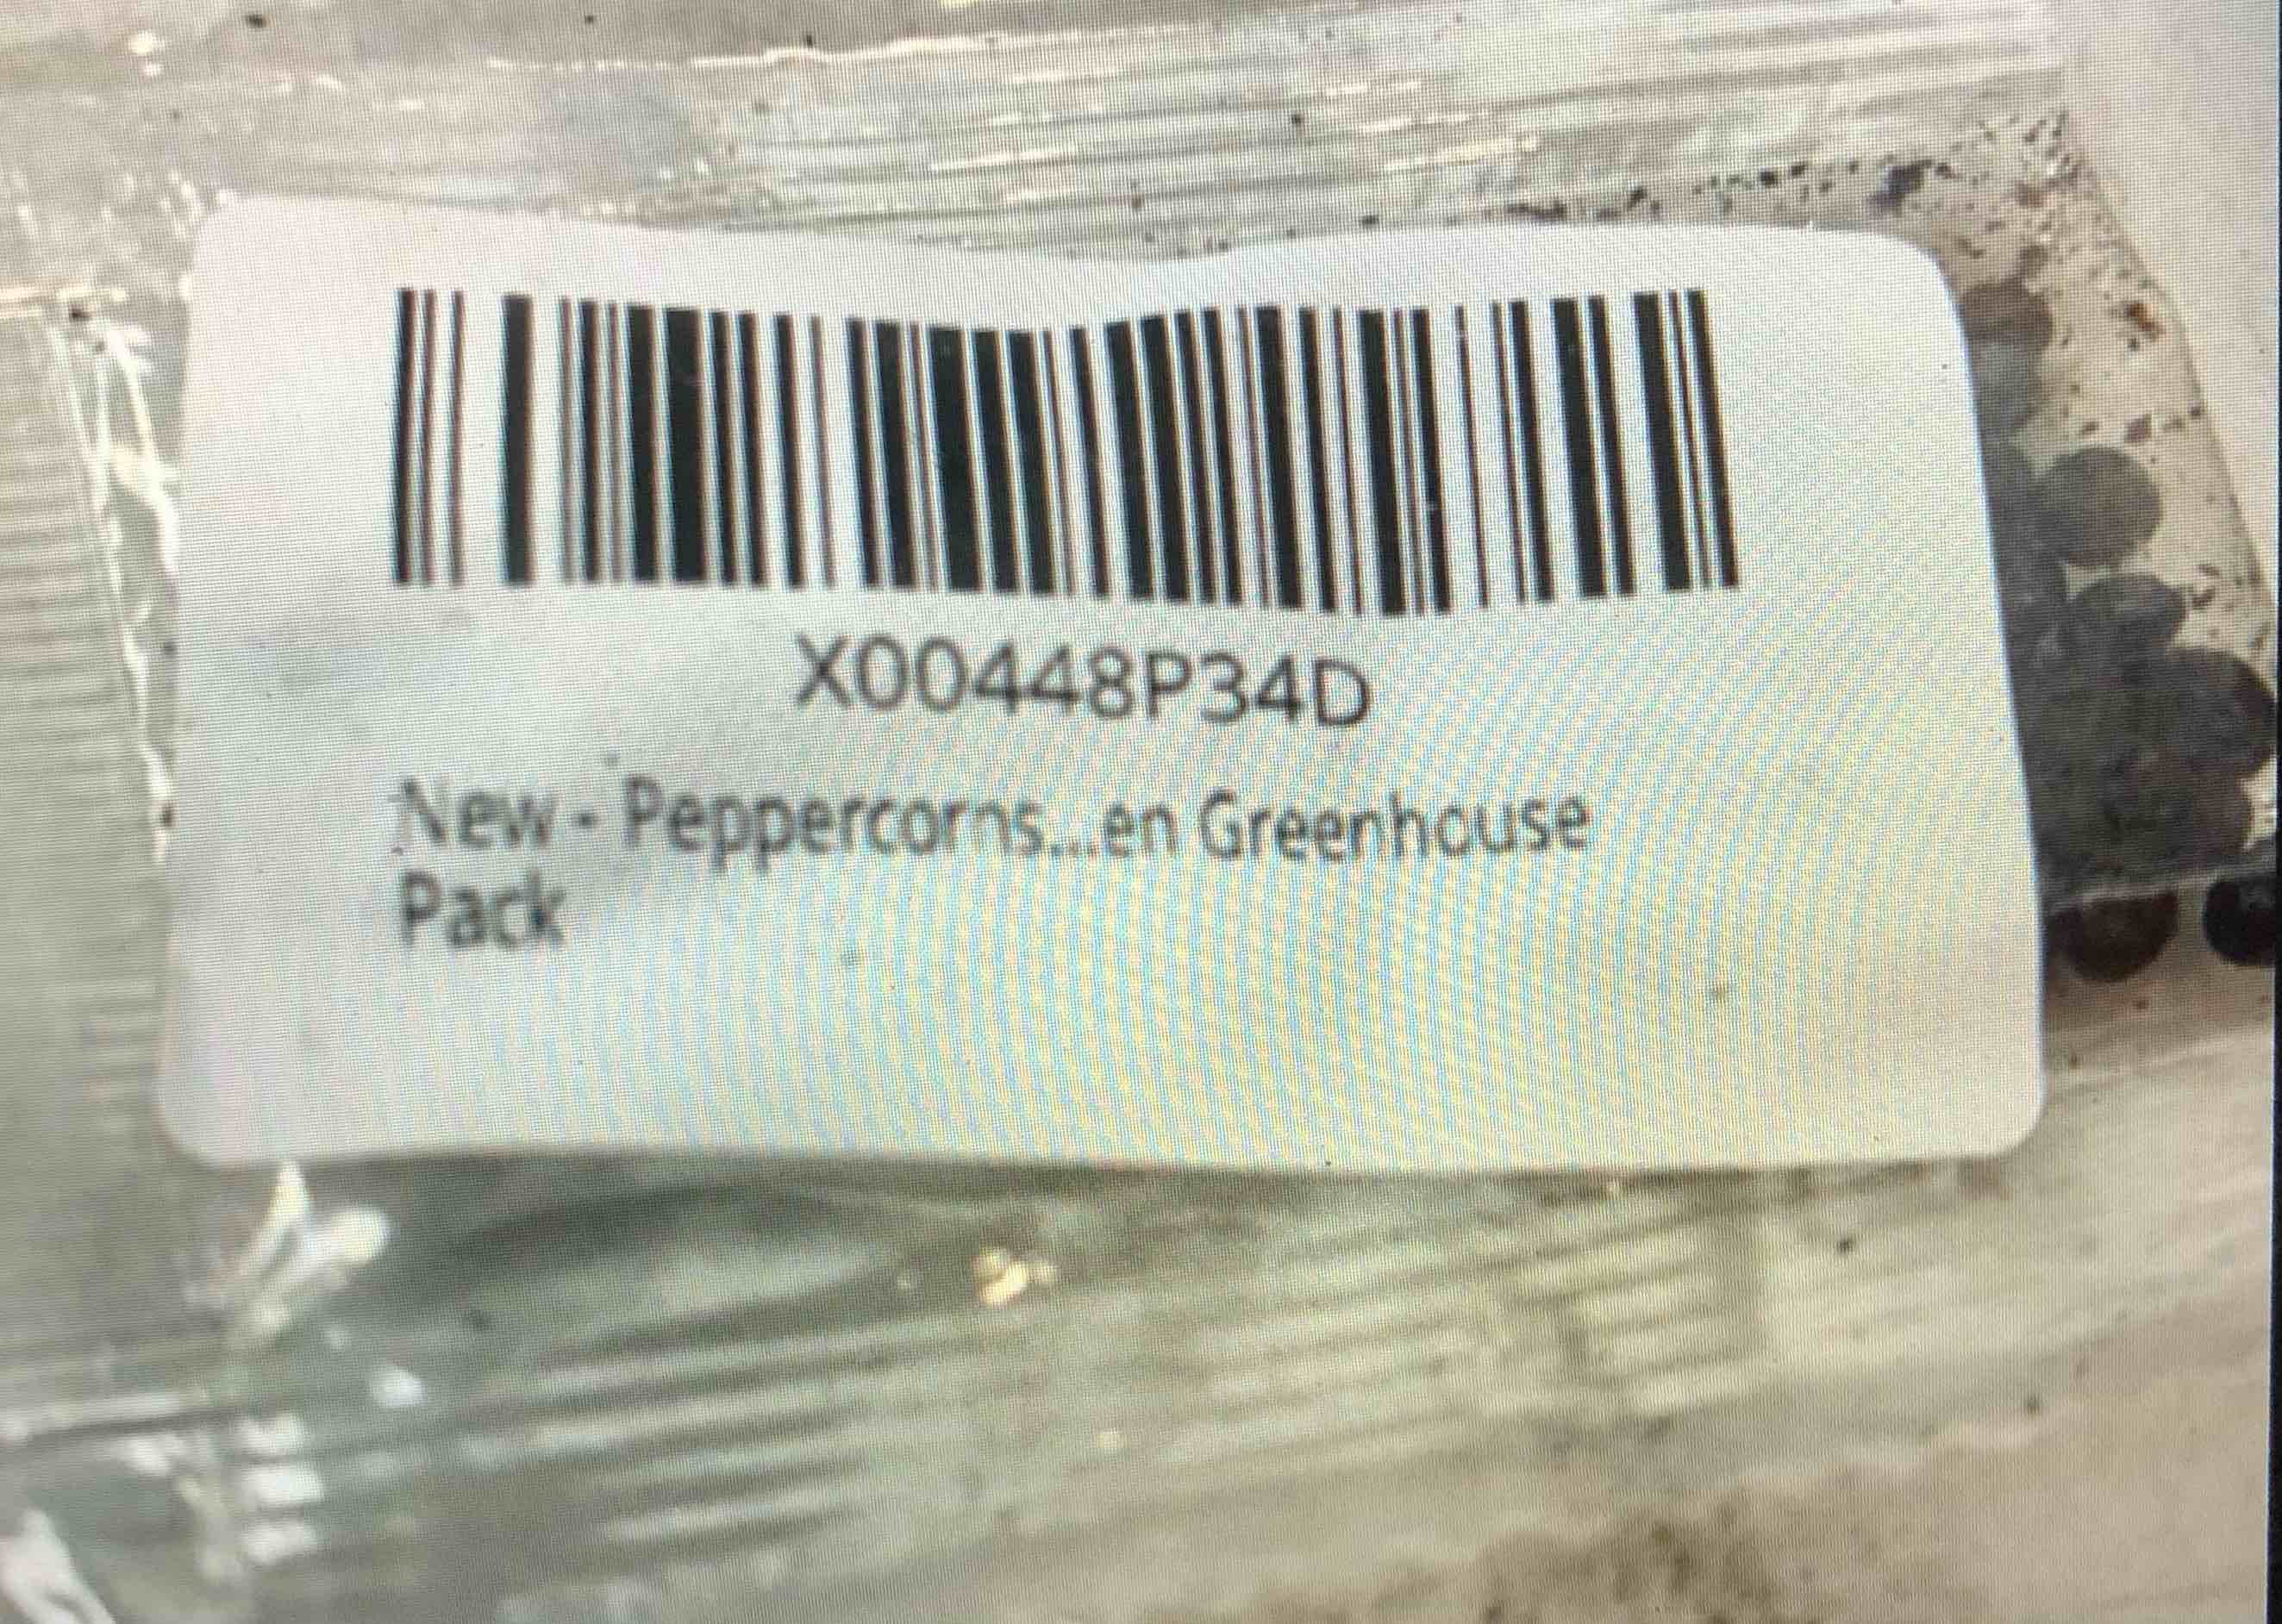 X00448P34D
New - Peppercorns...en Greenhouse
Pack